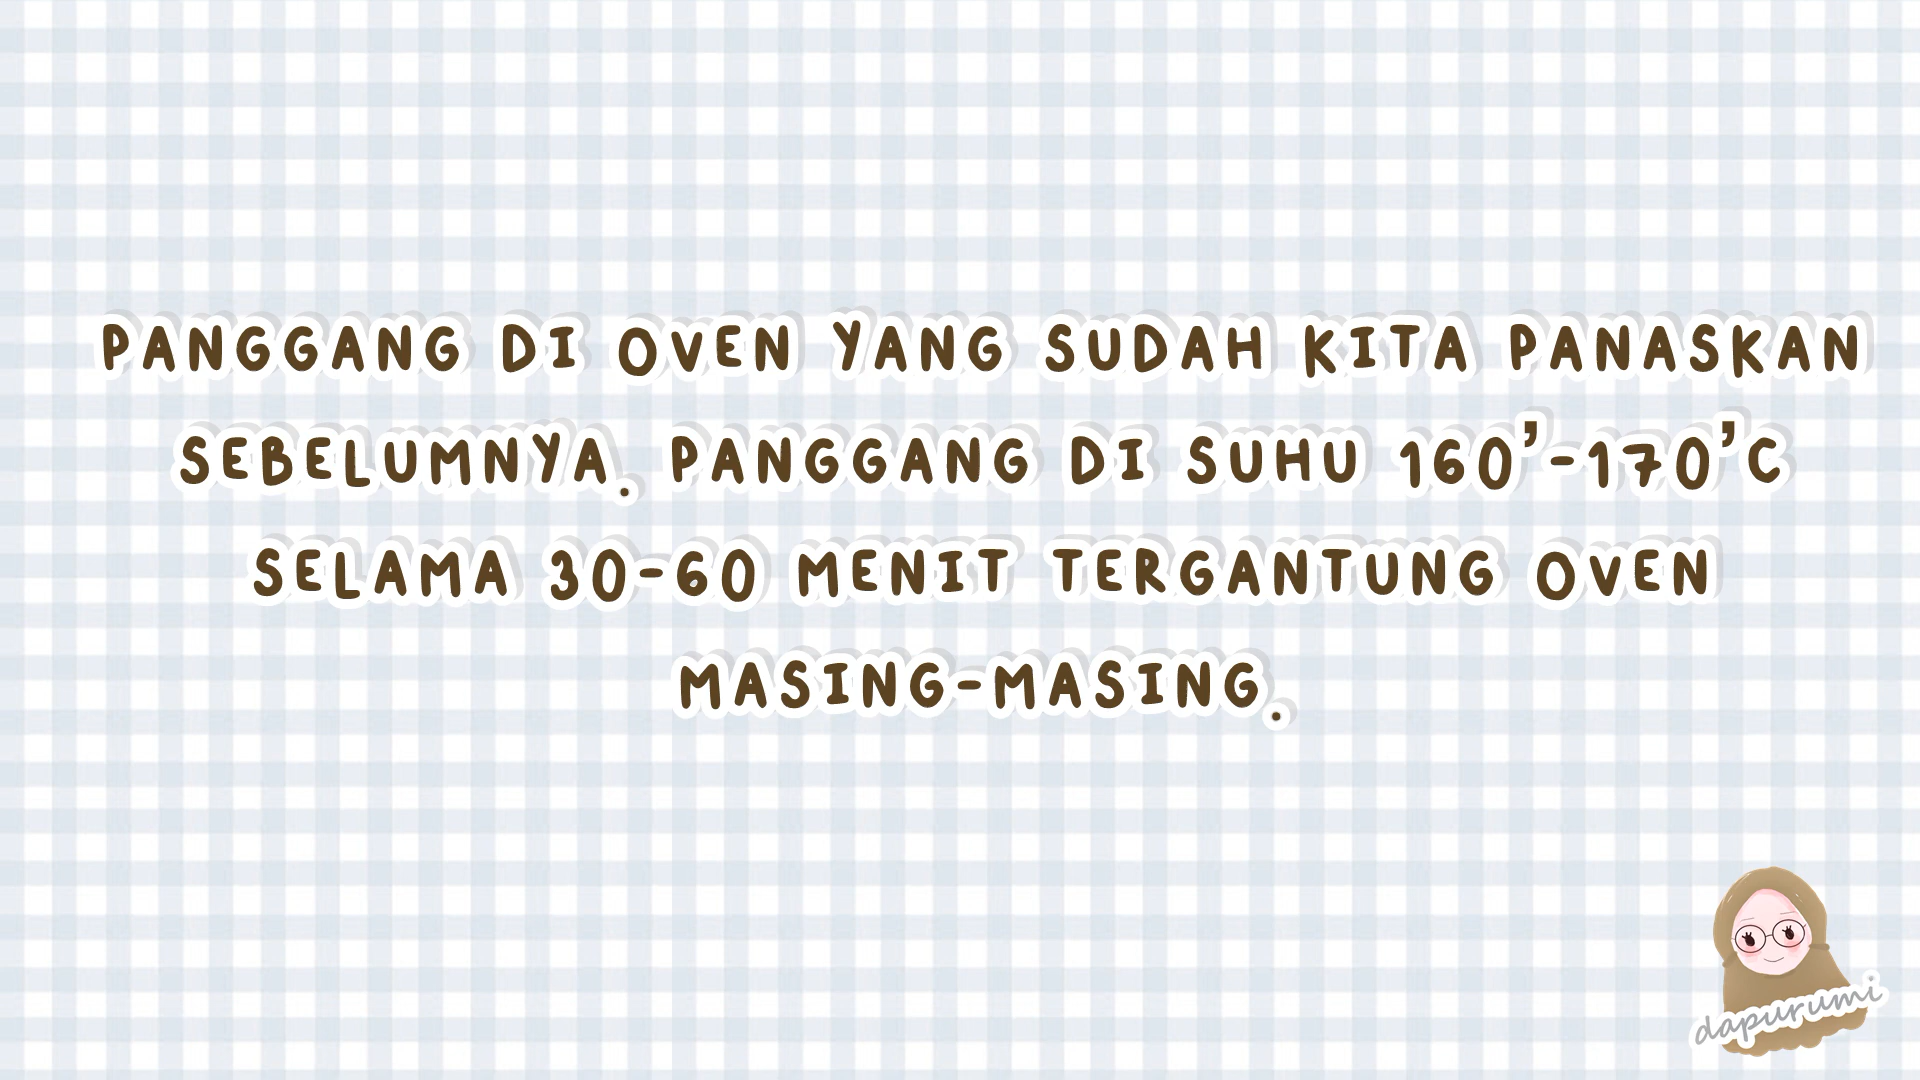 PANGGANG DI OVEN YANG SUDAH KITA PANASKAN
SEBELUMNYA. PANGGANG DI SUHU 160’-170’C
SELAMA 30-60 MENIT TERGANTUNG OVEN
MASING-MASING.
dapurumi